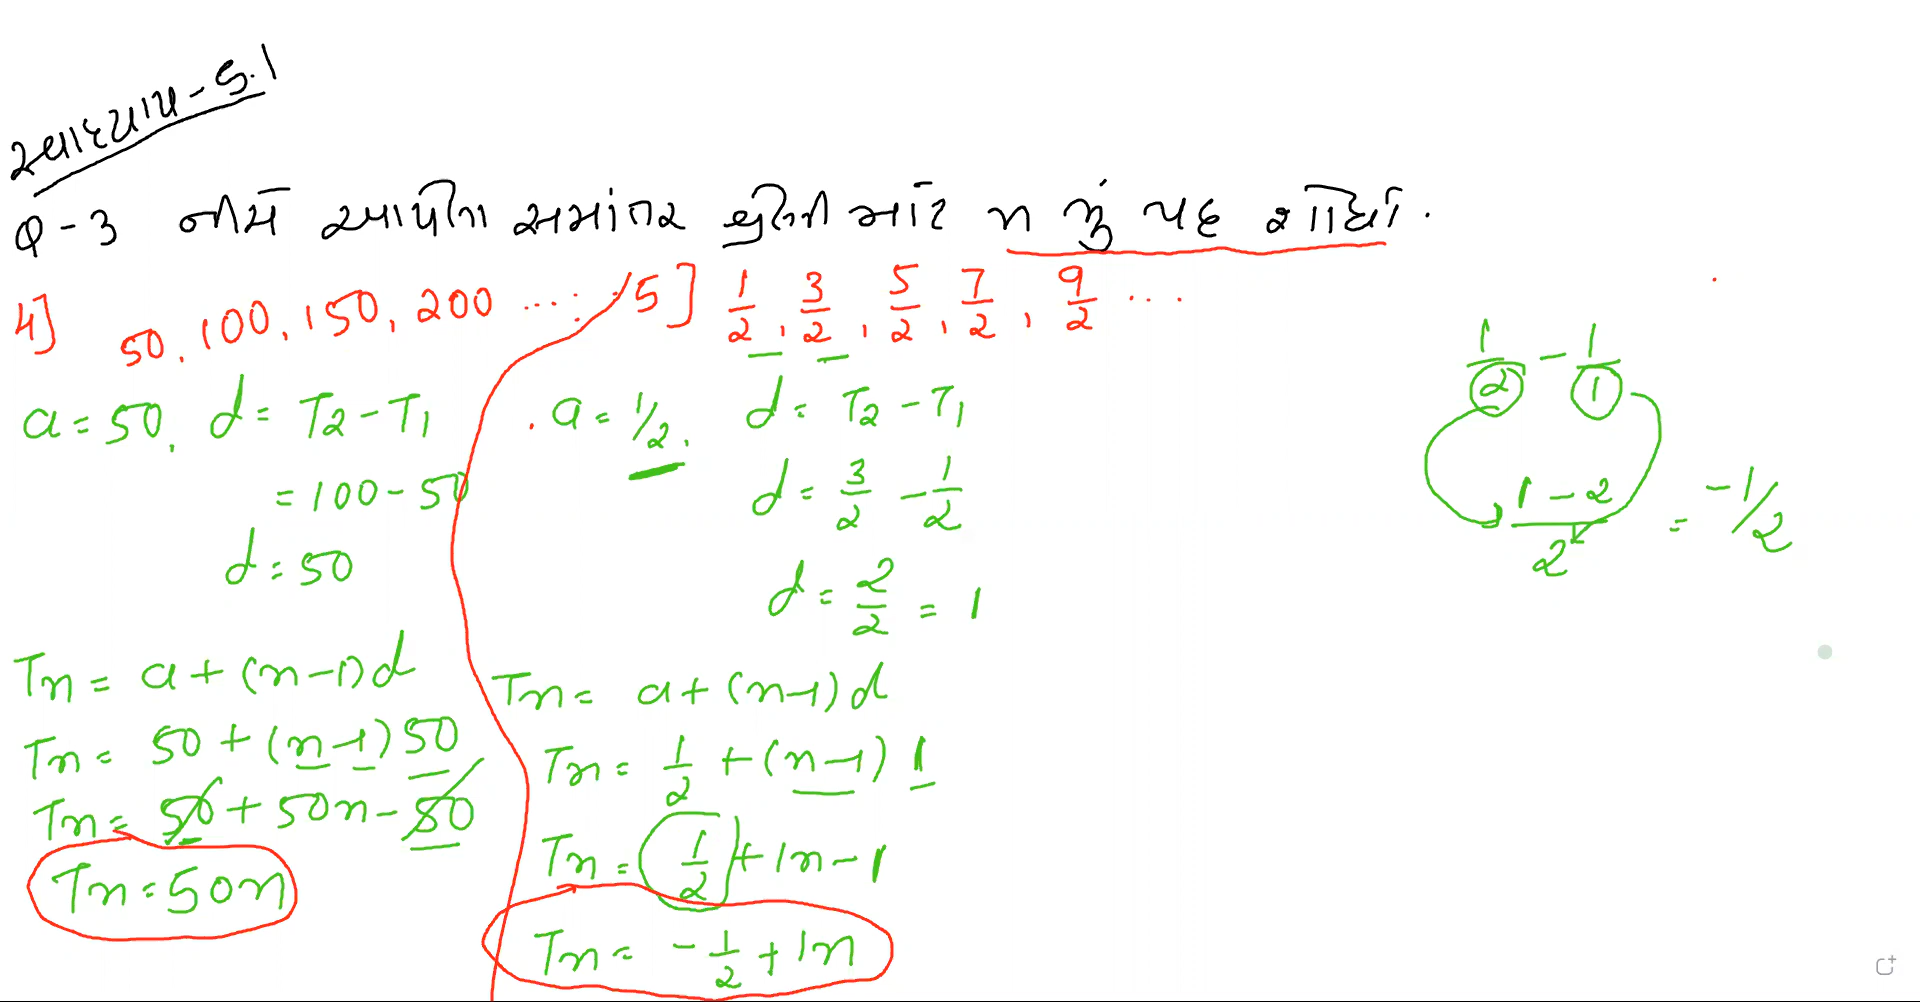 સ્વાધ્યાય-5.1
Q-3 નીચે આપેલા સમાંતર શ્રેણી માટે n મું પદ શોધો.
4] 50, 100, 150, 200 ....
a = 50, d = T2 - T1
= 100 - 50
d = 50
Tn = a + (n-1)d
Tn = 50 + (n-1) 50
Tn = 50 + 50n - 50
Tn = 50n
5] 1/2, 3/2, 5/2, 7/2, 9/2 ...
a = 1/2, d = T2 - T1
d = 3/2 - 1/2
d = 2/2 = 1
Tn = a + (n-1) d
Tn = 1/2 + (n-1) 1
Tn = 1/2 + 1n - 1
Tn = -1/2 + 1n
1/2 - 1/1
1-2/2 = -1/2